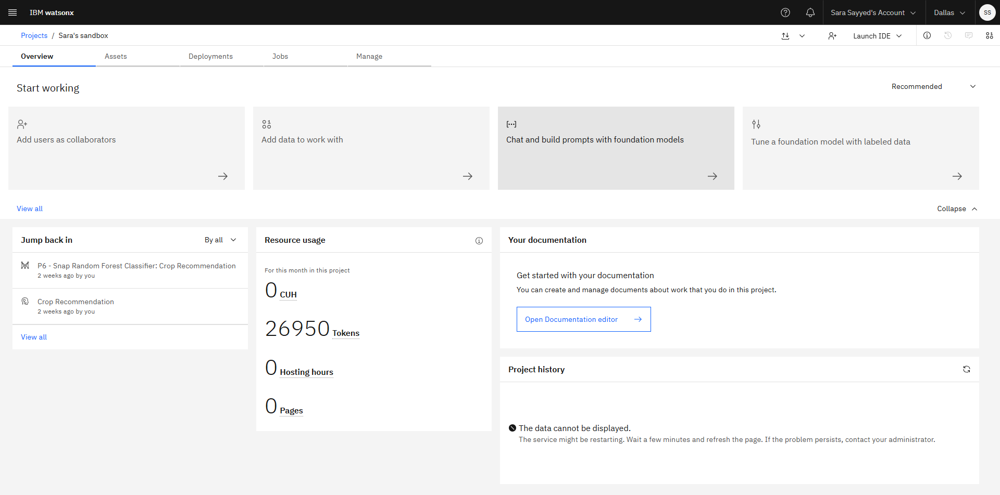 IBM watsonx
Sara Sayyed's Account
Dallas
SS
Projects / Sara's sandbox
Launch IDE
Overview
Assets
Deployments
Jobs
Manage
Start working
Recommended
Add users as collaborators
Add data to work with
Chat and build prompts with foundation models
Tune a foundation model with labeled data
View all
Collapse
Jump back in
By all
P6 - Snap Random Forest Classifier: Crop Recommendation
2 weeks ago by you
Crop Recommendation
2 weeks ago by you
View all
Resource usage
For this month in this project
0 CUH
26950 Tokens
0 Hosting hours
0 Pages
Your documentation
Get started with your documentation
You can create and manage documents about work that you do in this project.
Open Documentation editor
Project history
The data cannot be displayed.
The service might be restarting. Wait a few minutes and refresh the page. If the problem persists, contact your administrator.